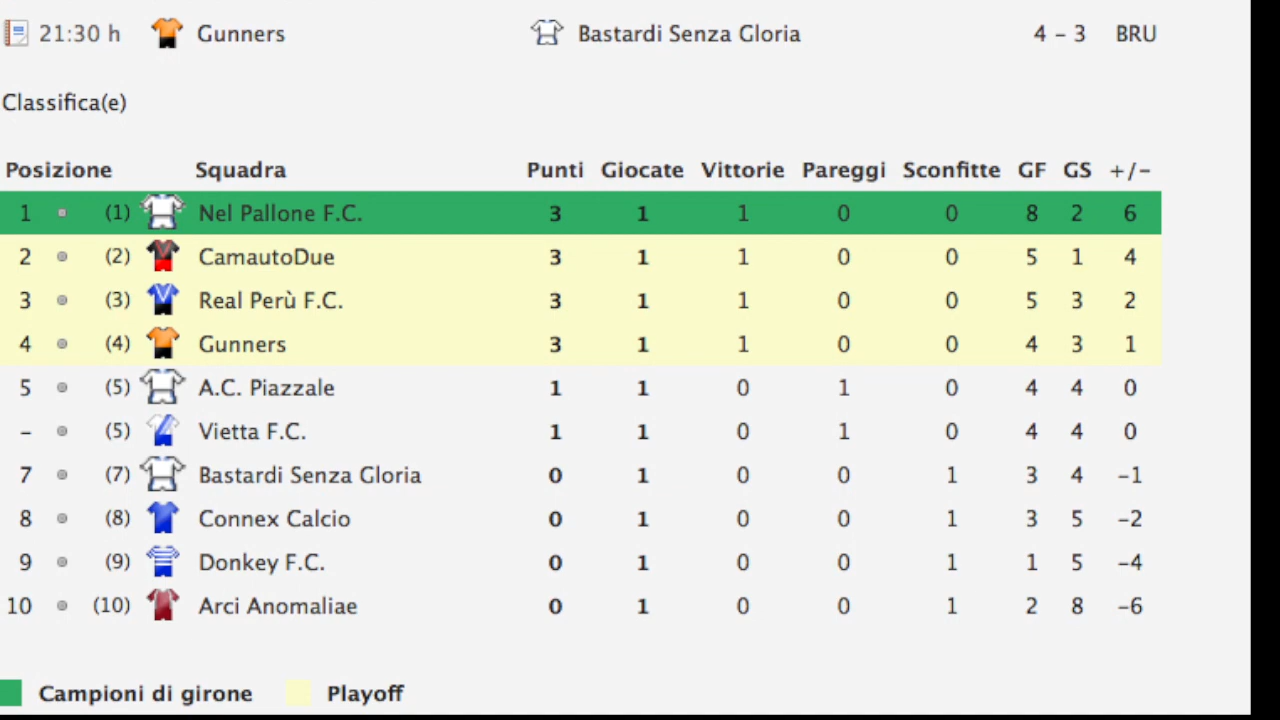 21:30 h Gunners Bastardi Senza Gloria 4 – 3 BRU
Classifica(e)
Posizione Squadra Punti Giocate Vittorie Pareggi Sconfitte GF GS +/-
1 (1) Nel Pallone F.C. 3 1 1 0 0 8 2 6
2 (2) CamautoDue 3 1 1 0 0 5 1 4
3 (3) Real Perù F.C. 3 1 1 0 0 5 3 2
4 (4) Gunners 3 1 1 0 0 4 3 1
5 (5) A.C. Piazzale 1 1 0 1 0 4 4 0
– (5) Vietta F.C. 1 1 0 1 0 4 4 0
7 (7) Bastardi Senza Gloria 0 1 0 0 1 3 4 -1
8 (8) Connex Calcio 0 1 0 0 1 3 5 -2
9 (9) Donkey F.C. 0 1 0 0 1 1 5 -4
10 (10) Arci Anomaliae 0 1 0 0 1 2 8 -6
Campioni di girone Playoff